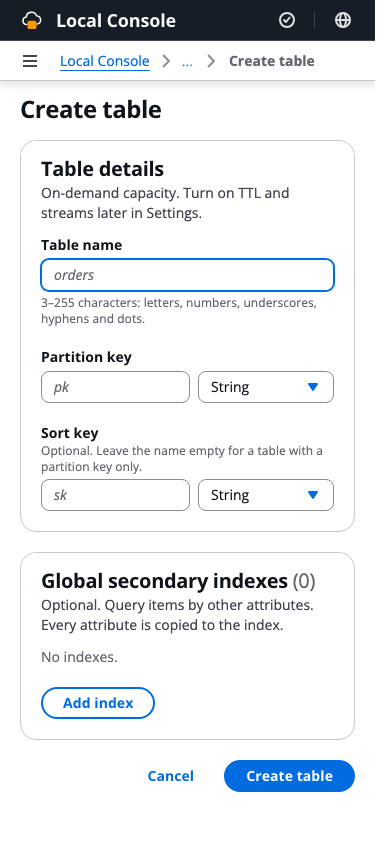 Local Console
Local Console > ... > Create table
Create table
Table details
On-demand capacity. Turn on TTL and
streams later in Settings.
Table name
orders
3–255 characters: letters, numbers, underscores,
hyphens and dots.
Partition key
pk String
Sort key
Optional. Leave the name empty for a table with a
partition key only.
sk String
Global secondary indexes (0)
Optional. Query items by other attributes.
Every attribute is copied to the index.
No indexes.
Add index
Cancel Create table